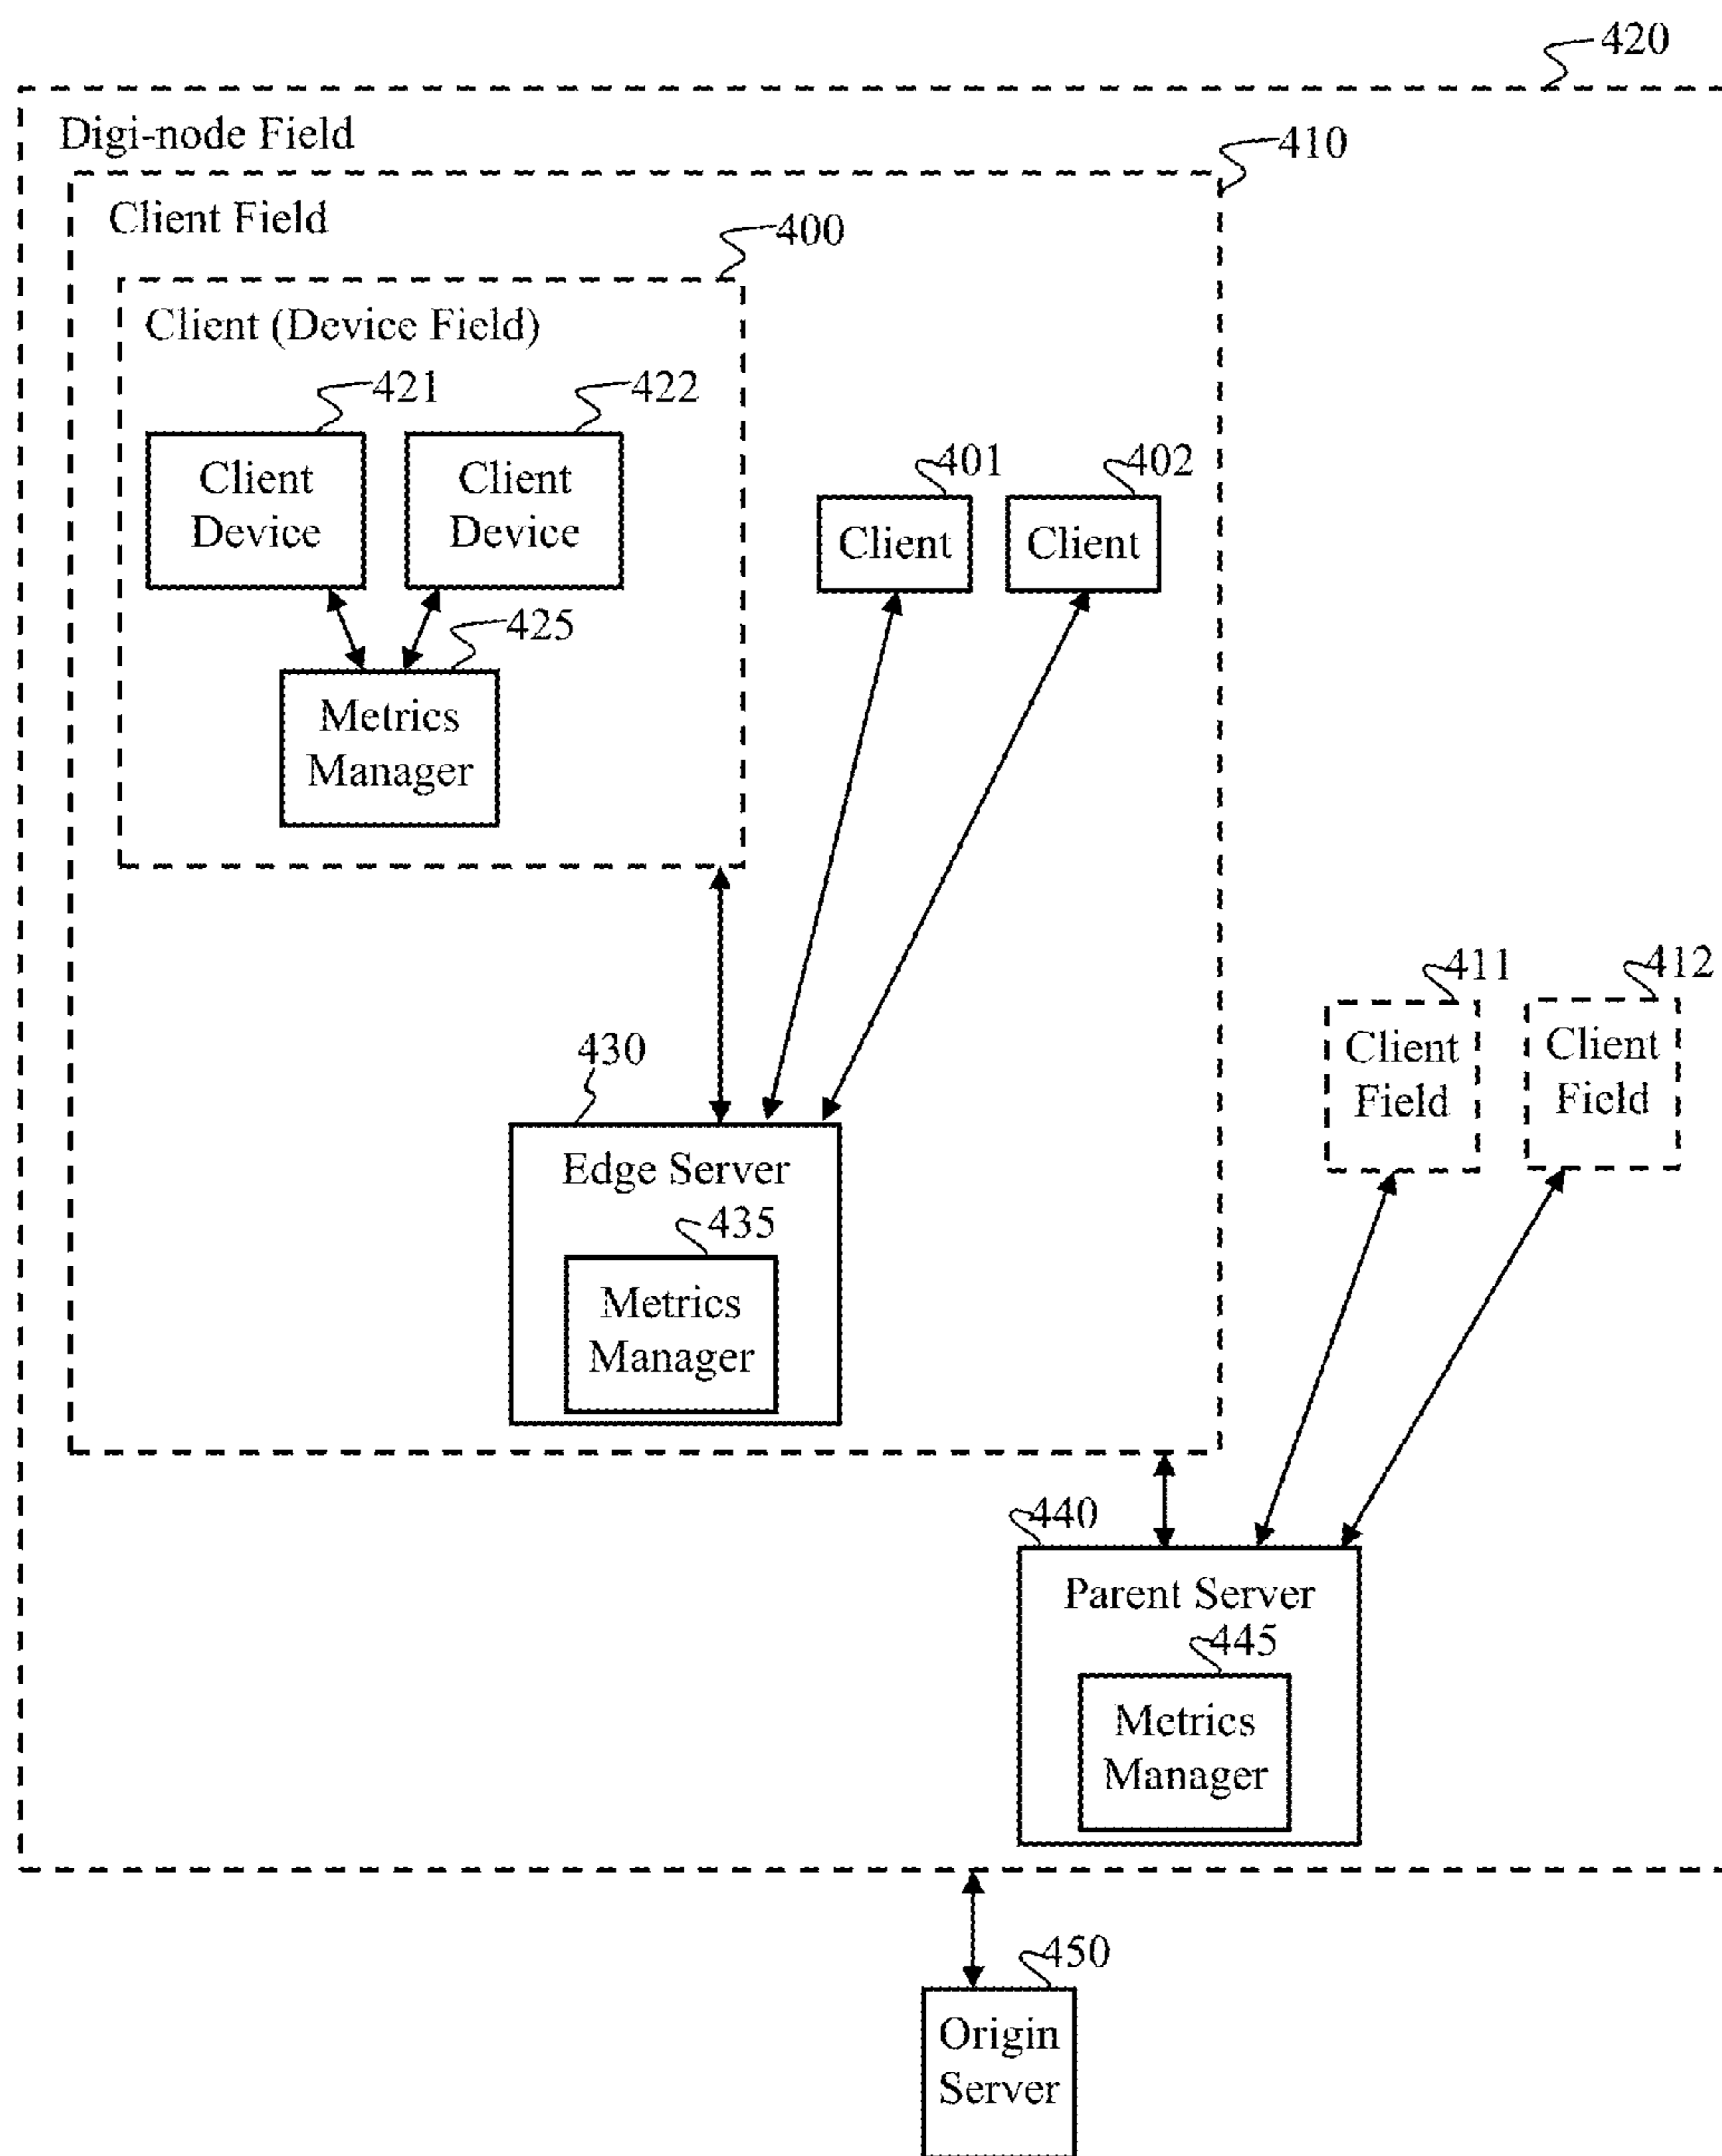 420
Digi-node Field
410
Client Field
400
Client (Device Field)
421
422
Client
Device
Client
Device
401
402
Client
Client
425
Metrics
Manager
411
412
Client
Field
Client
Field
430
Edge Server
435
Metrics
Manager
440
Parent Server
445
Metrics
Manager
450
Origin
Server